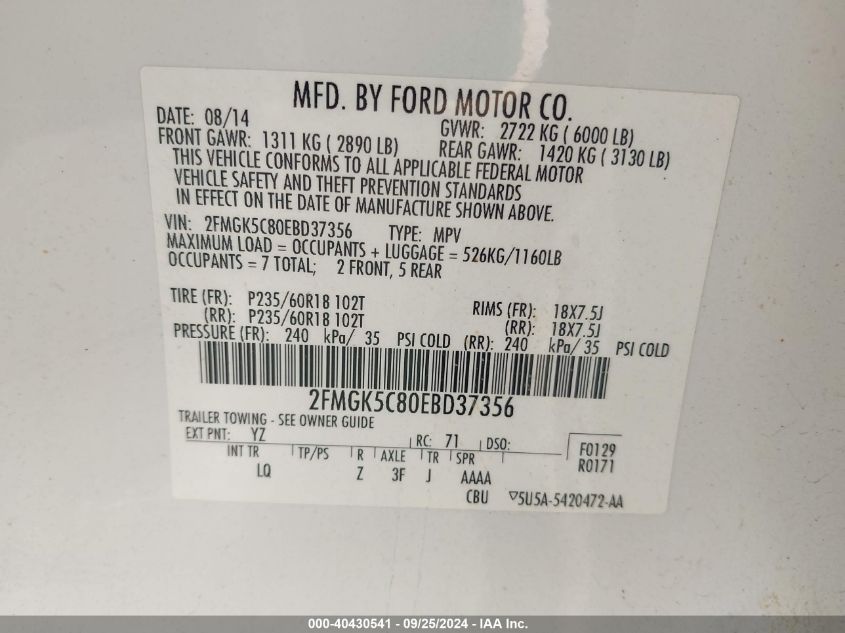 MFD. BY FORD MOTOR CO.
DATE: 08/14 GVWR: 2722 KG ( 6000 LB)
FRONT GAWR: 1311 KG ( 2890 LB) REAR GAWR: 1420 KG ( 3130 LB)
THIS VEHICLE CONFORMS TO ALL APPLICABLE FEDERAL MOTOR
VEHICLE SAFETY AND THEFT PREVENTION STANDARDS
IN EFFECT ON THE DATE OF MANUFACTURE SHOWN ABOVE.
VIN: 2FMGK5C80EBD37356 TYPE: MPV
MAXIMUM LOAD = OCCUPANTS + LUGGAGE = 526KG/1160LB
OCCUPANTS = 7 TOTAL; 2 FRONT, 5 REAR
TIRE (FR): P235/60R18 102T RIMS (FR): 18X7.5J
(RR): P235/60R18 102T (RR): 18X7.5J
PRESSURE (FR): 240 kPa/ 35 PSI COLD (RR): 240 kPa/ 35 PSI COLD
2FMGK5C80EBD37356
TRAILER TOWING - SEE OWNER GUIDE
EXT PNT: YZ RC: 71 DSO: F0129
INT TR TP/PS R AXLE TR SPR R0171
LQ Z 3F J AAAA
CBU ▽5U5A-5420472-AA
000-40430541 - 09/25/2024 - IAA Inc.